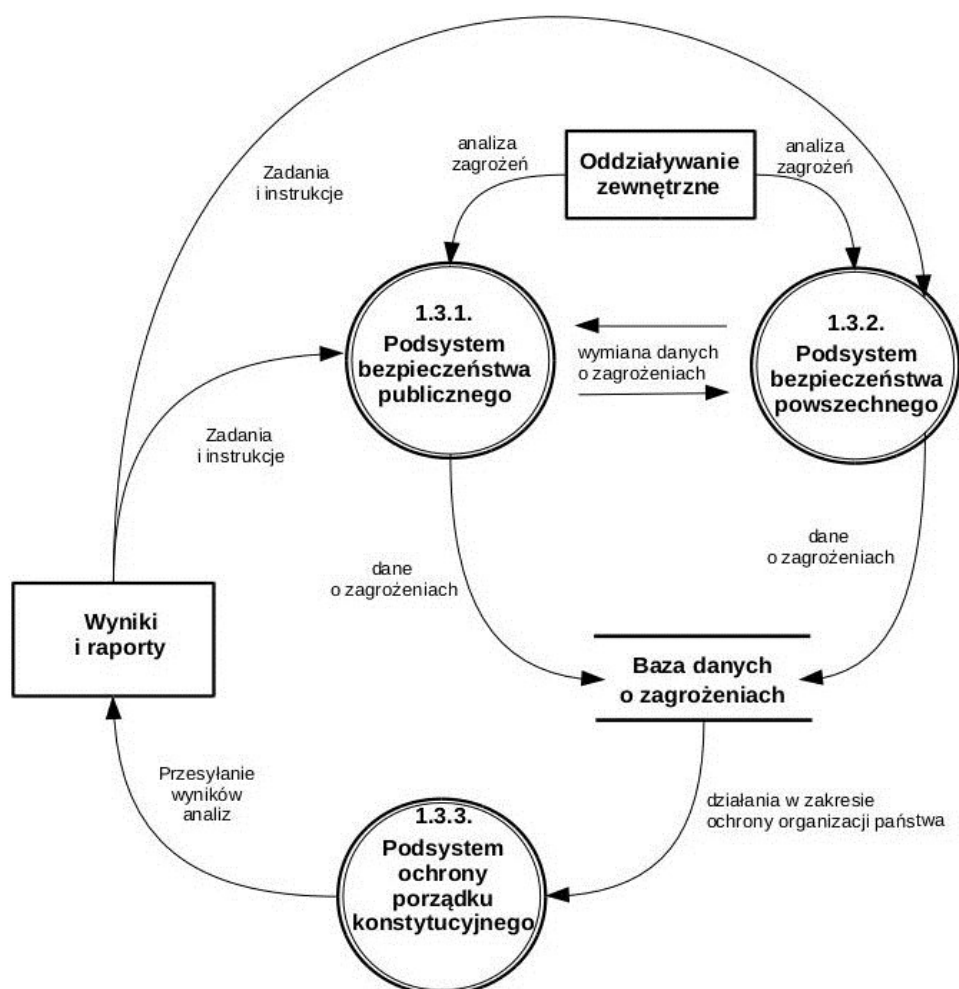 Zadania
i instrukcje
analiza
zagrożeń
Oddziaływanie
zewnętrzne
analiza
zagrożeń
1.3.1.
Podsystem
bezpieczeństwa
publicznego
wymiana danych
o zagrożeniach
1.3.2.
Podsystem
bezpieczeństwa
powszechnego
Zadania
i instrukcje
dane
o zagrożeniach
dane
o zagrożeniach
Wyniki
i raporty
Baza danych
o zagrożeniach
Przesyłanie
wyników
analiz
działania w zakresie
ochrony organizacji państwa
1.3.3.
Podsystem
ochrony
porządku
konstytucyjnego